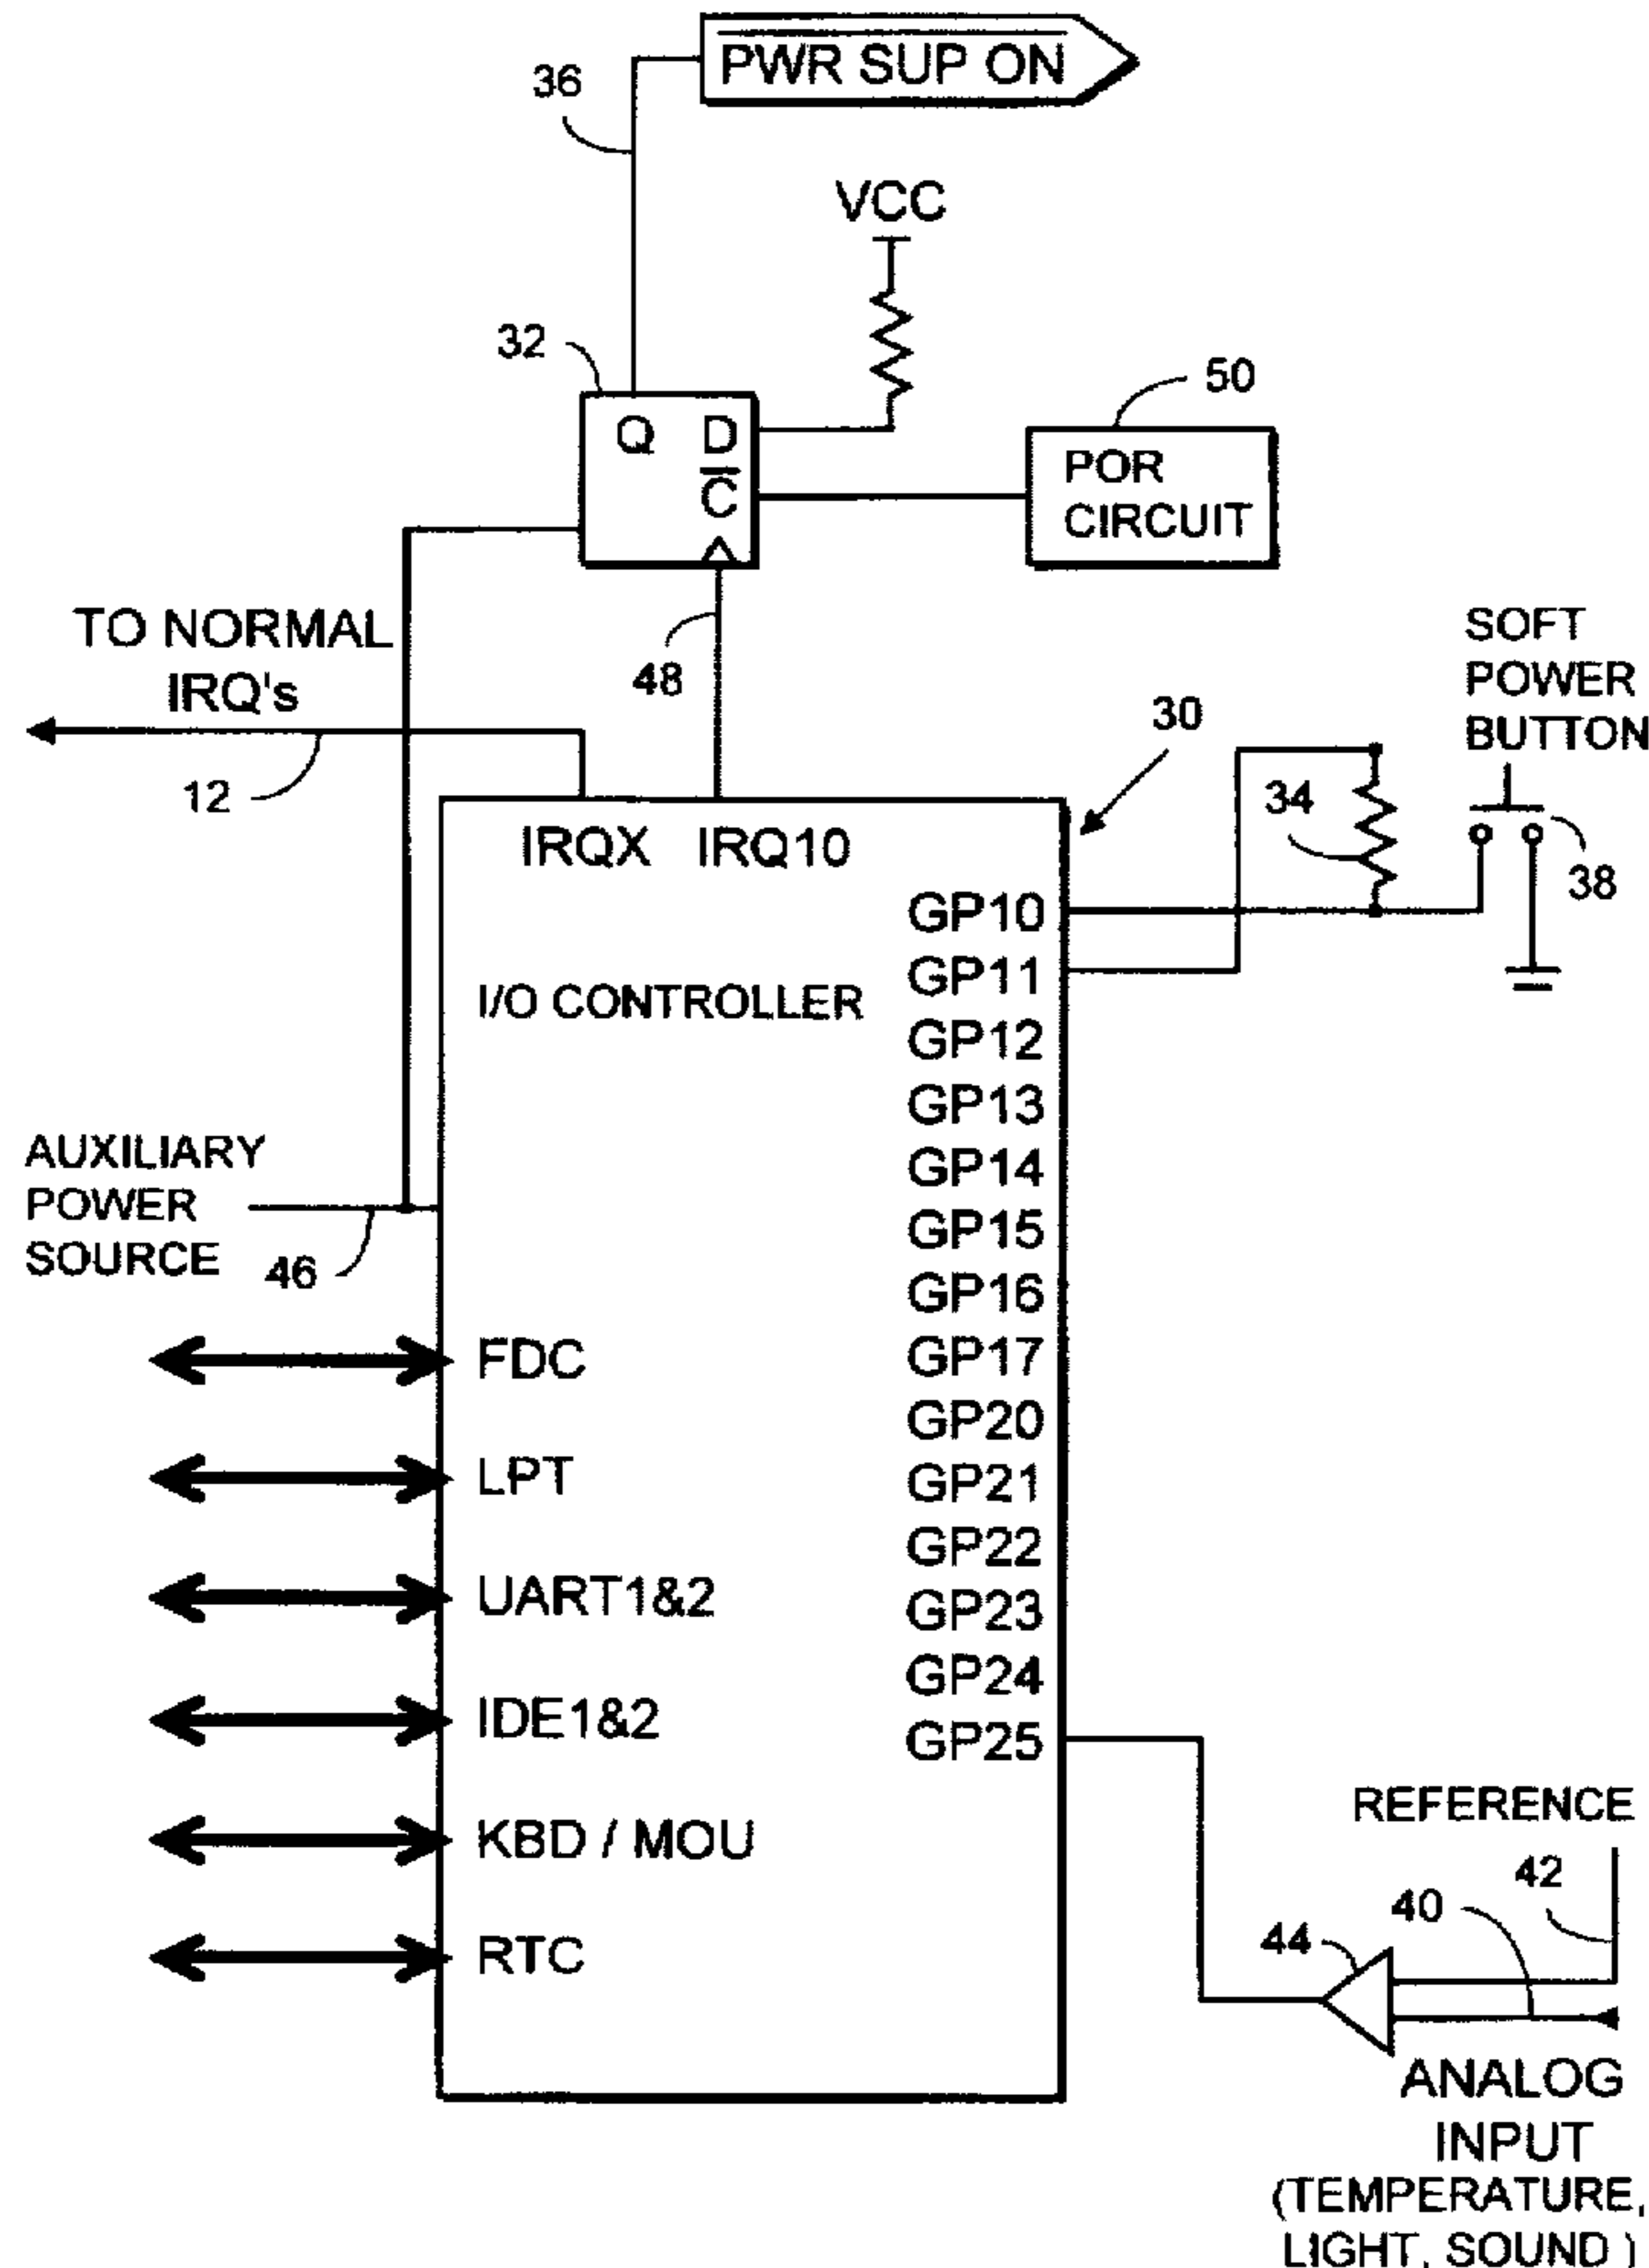 PWR SUP ON
36
VCC
32
50
Q D
C
POR
CIRCUIT
TO NORMAL
IRQ's
48
12
30
SOFT
POWER
BUTTON
34
38
IRQX IRQ10
I/O CONTROLLER
GP10
GP11
GP12
GP13
GP14
GP15
GP16
GP17
GP20
GP21
GP22
GP23
GP24
GP25
AUXILIARY
POWER
SOURCE
46
FDC
LPT
UART1&2
IDE1&2
KBD / MOU
RTC
REFERENCE
42
40
44
ANALOG
INPUT
(TEMPERATURE,
LIGHT, SOUND )